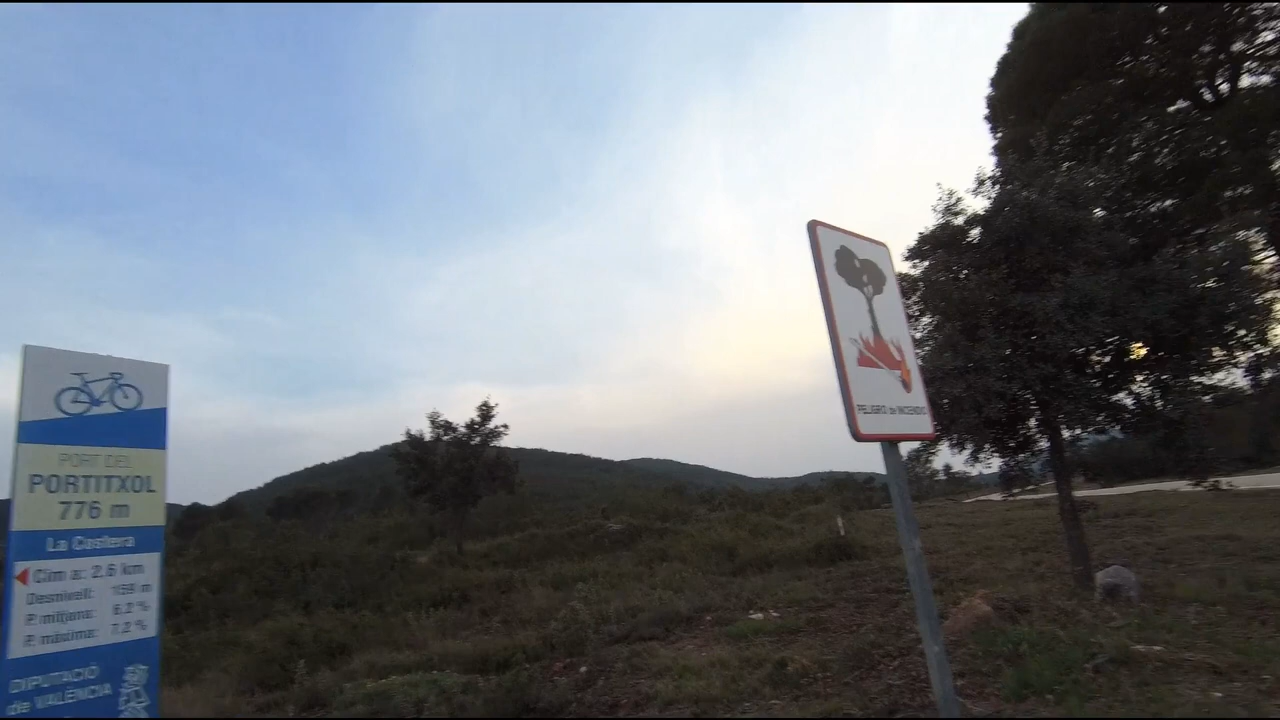 PORT DEL
PORTITXOL
776 m
La Costera
Cim a: 2,6 km
Desnivell: 159 m
P. mitjana: 6,2 %
P. màxima: 7,2 %
DIPUTACIÓ
de VALÈNCIA
PELIGRO de INCENDIO